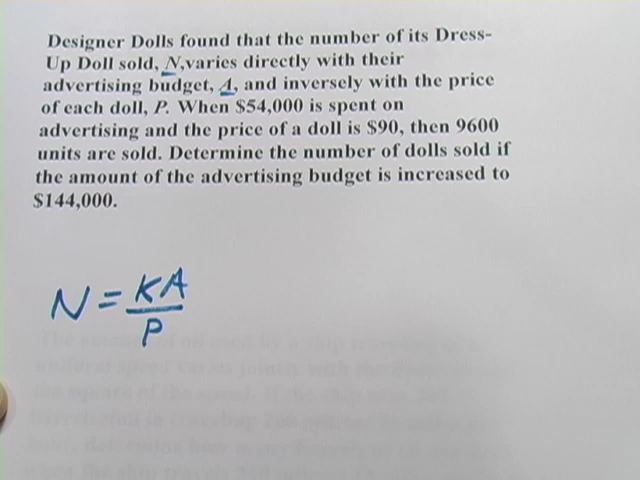 Designer Dolls found that the number of its Dress-
Up Doll sold, N,varies directly with their
advertising budget, A, and inversely with the price
of each doll, P. When $54,000 is spent on
advertising and the price of a doll is $90, then 9600
units are sold. Determine the number of dolls sold if
the amount of the advertising budget is increased to
$144,000.
N = KA
P